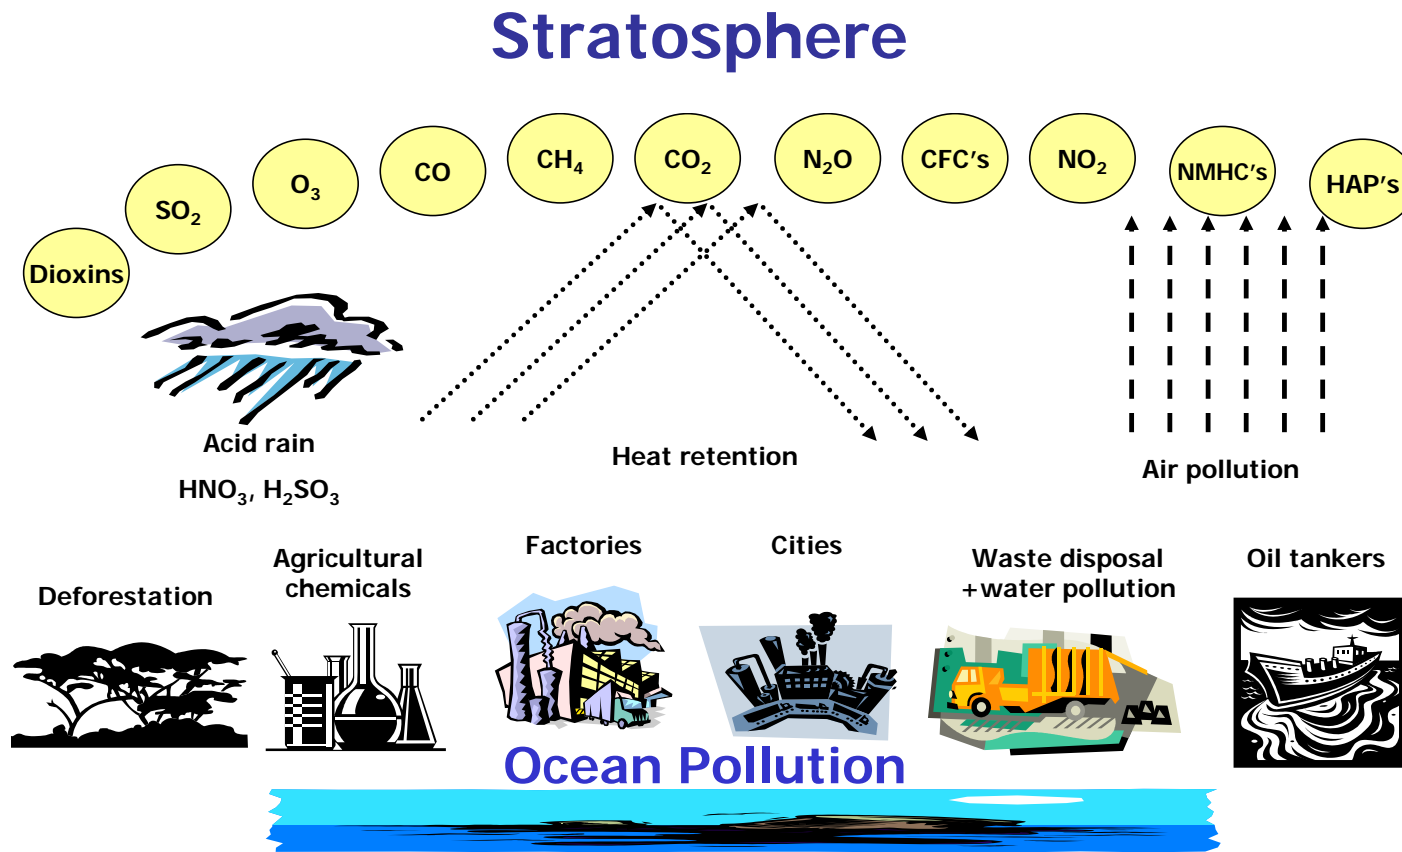 Stratosphere
Dioxins
SO₂
O₃
CO
CH₄
CO₂
N₂O
CFC's
NO₂
NMHC's
HAP's
Acid rain
HNO₃, H₂SO₃
Heat retention
Air pollution
Deforestation
Agricultural
chemicals
Factories
Cities
Waste disposal
+water pollution
Oil tankers
Ocean Pollution